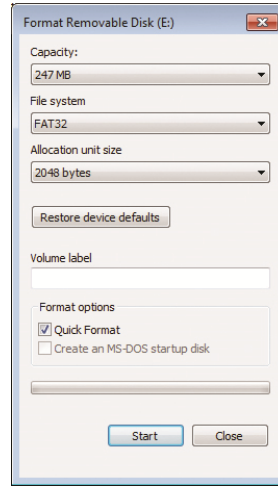 Format Removable Disk (E:)
Capacity:
247 MB
File system
FAT32
Allocation unit size
2048 bytes
Restore device defaults
Volume label
Format options
Quick Format
Create an MS-DOS startup disk
Start Close